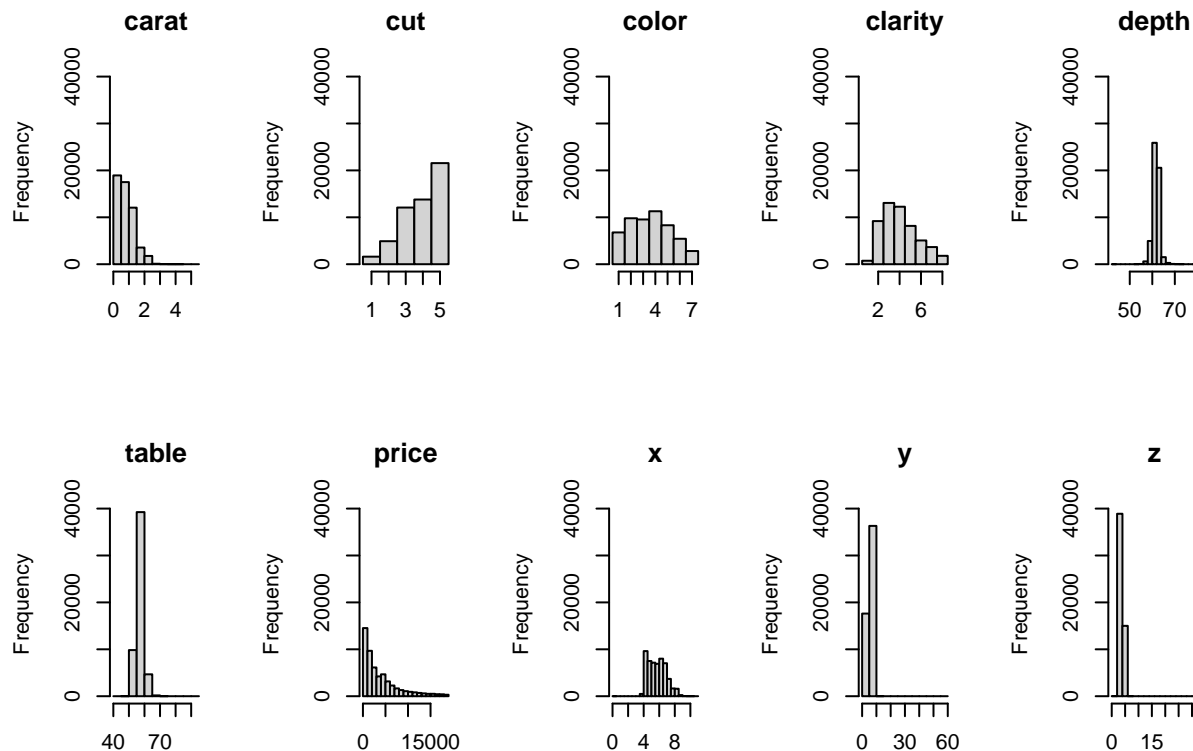 carat
cut
color
clarity
depth
Frequency
0
20000
40000
0 2 4
Frequency
0
20000
40000
1 3 5
Frequency
0
20000
40000
1 4 7
Frequency
0
20000
40000
2 6
Frequency
0
20000
40000
50 70
table
price
x
y
z
Frequency
0
20000
40000
40 70
Frequency
0
20000
40000
0 15000
Frequency
0
20000
40000
0 4 8
Frequency
0
20000
40000
0 30 60
Frequency
0
20000
40000
0 15